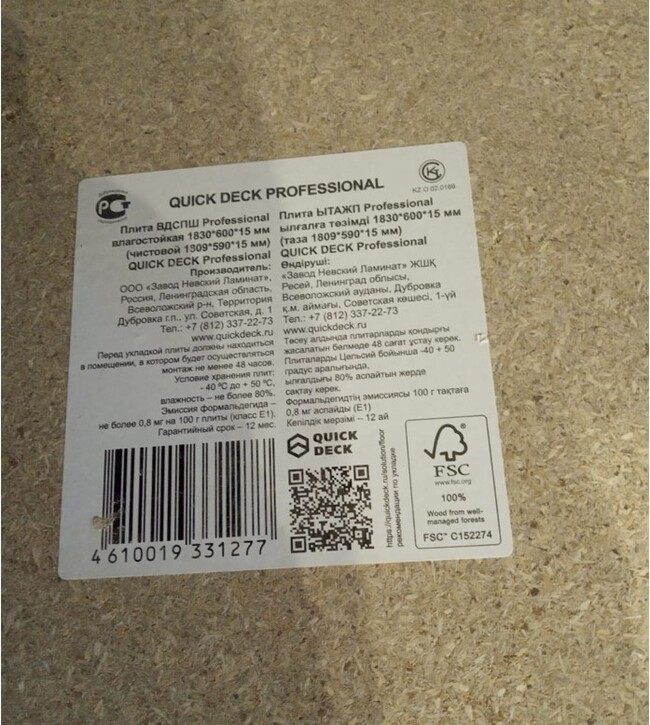 QUICK DECK PROFESSIONAL
KZ.O.02.0189
Плита ВДСПШ Professional
влагостойкая 1830*600*15 мм
(чистовой 1809*590*15 мм)
QUICK DECK Professional
Производитель:
ООО «Завод Невский Ламинат»,
Россия, Ленинградская область,
Всеволожский р-н, Территория
Дубровка г.п., ул. Советская, д. 1
Тел.: +7 (812) 337-22-73
www.quickdeck.ru
Перед укладкой плиты должны находиться
в помещении, в котором будет осуществляться
монтаж не менее 48 часов.
Условие хранения плит:
- 40 ºС до + 50 ºС,
влажность – не более 80%.
Эмиссия формальдегида –
не более 0,8 мг на 100 г плиты (класс Е1).
Гарантийный срок – 12 мес.
Плита ЫТАЖП Professional
ылғалға төзімді 1830*600*15 мм
(таза 1809*590*15 мм)
QUICK DECK Professional
Өндіруші:
«Завод Невский Ламинат» ЖШҚ
Ресей, Ленинград облысы,
Всеволожский ауданы, Дубровка
қ.м. аймағы, Советская көшесі, 1-үй
Тел.: +7 (812) 337-22-73
www.quickdeck.ru
Төсеу алдында плитарларды кондырғы
жасалатын бөлмеде 48 сағат ұстау керек.
Плиталарды Цельсий бойынша -40 + 50
градус аралығында,
ылғалдығы 80% аспайтын жерде
сақтау керек.
Формальдегидтің эмиссиясы 100 г тақтаға
0,8 мг аспайды (Е1)
Кепілдік мерзімі – 12 ай
4 610019 331277
QUICK
DECK
https://quickdeck.ru/solution/floor
рекомендации по укладке
FSC
www.fsc.org
100%
Wood from well-
managed forests
FSC™ C152274